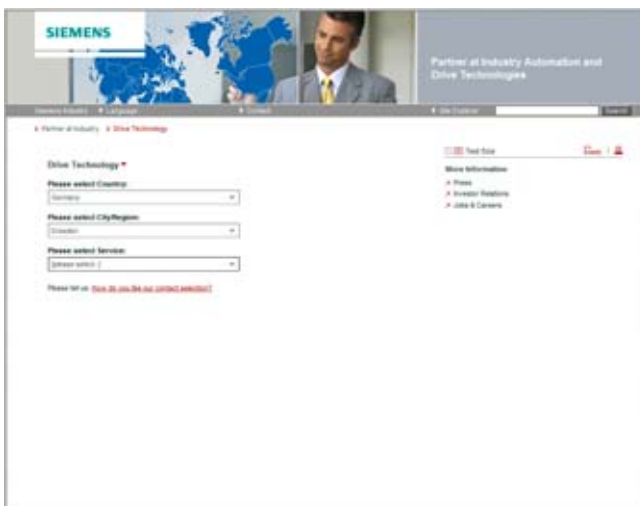 SIEMENS
Partner at Industry Automation and
Drive Technologies
Siemens Industry Language Contact Site Explorer Search
Partner at Industry Drive Technology
Text Size
Drive Technology
More Information
Please select Country:
Press
Germany
Investor Relations
Please select City/Region:
Jobs & Careers
Dresden
Please select Service:
[please select:]
Please tell us: How do you like our contact selection?